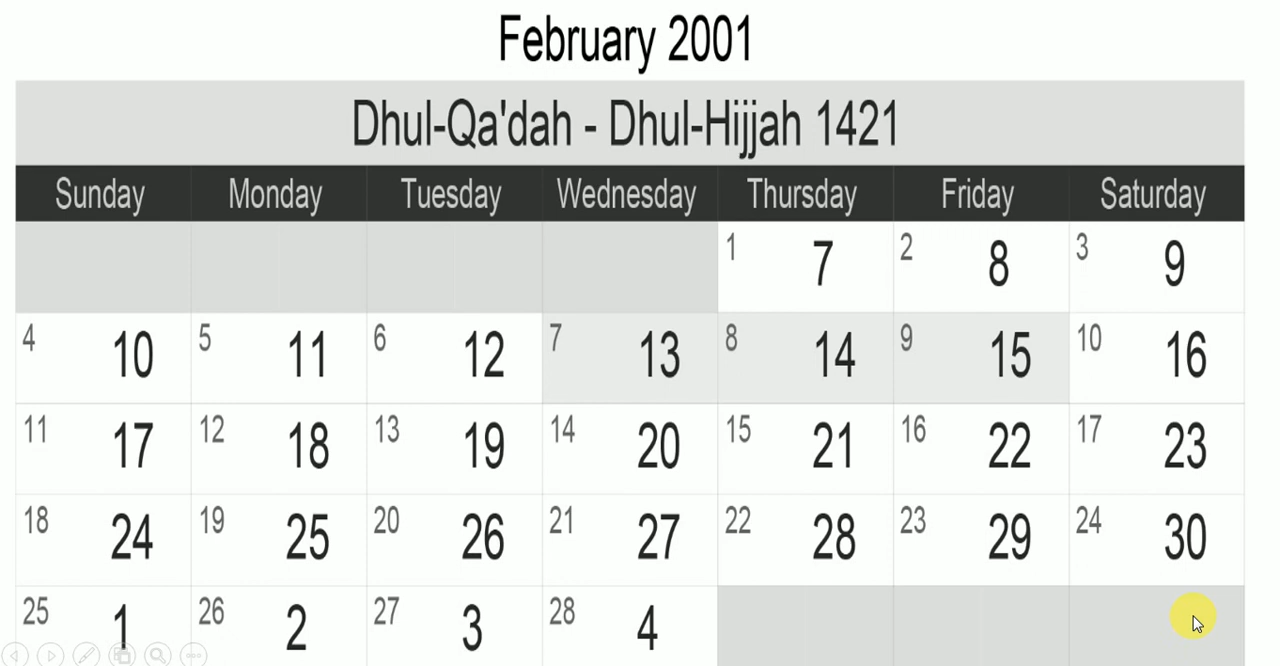 February 2001
Dhul-Qa'dah - Dhul-Hijjah 1421
Sunday Monday Tuesday Wednesday Thursday Friday Saturday
1 7 2 8 3 9
4 10 5 11 6 12 7 13 8 14 9 15 10 16
11 17 12 18 13 19 14 20 15 21 16 22 17 23
18 24 19 25 20 26 21 27 22 28 23 29 24 30
25 1 26 2 27 3 28 4